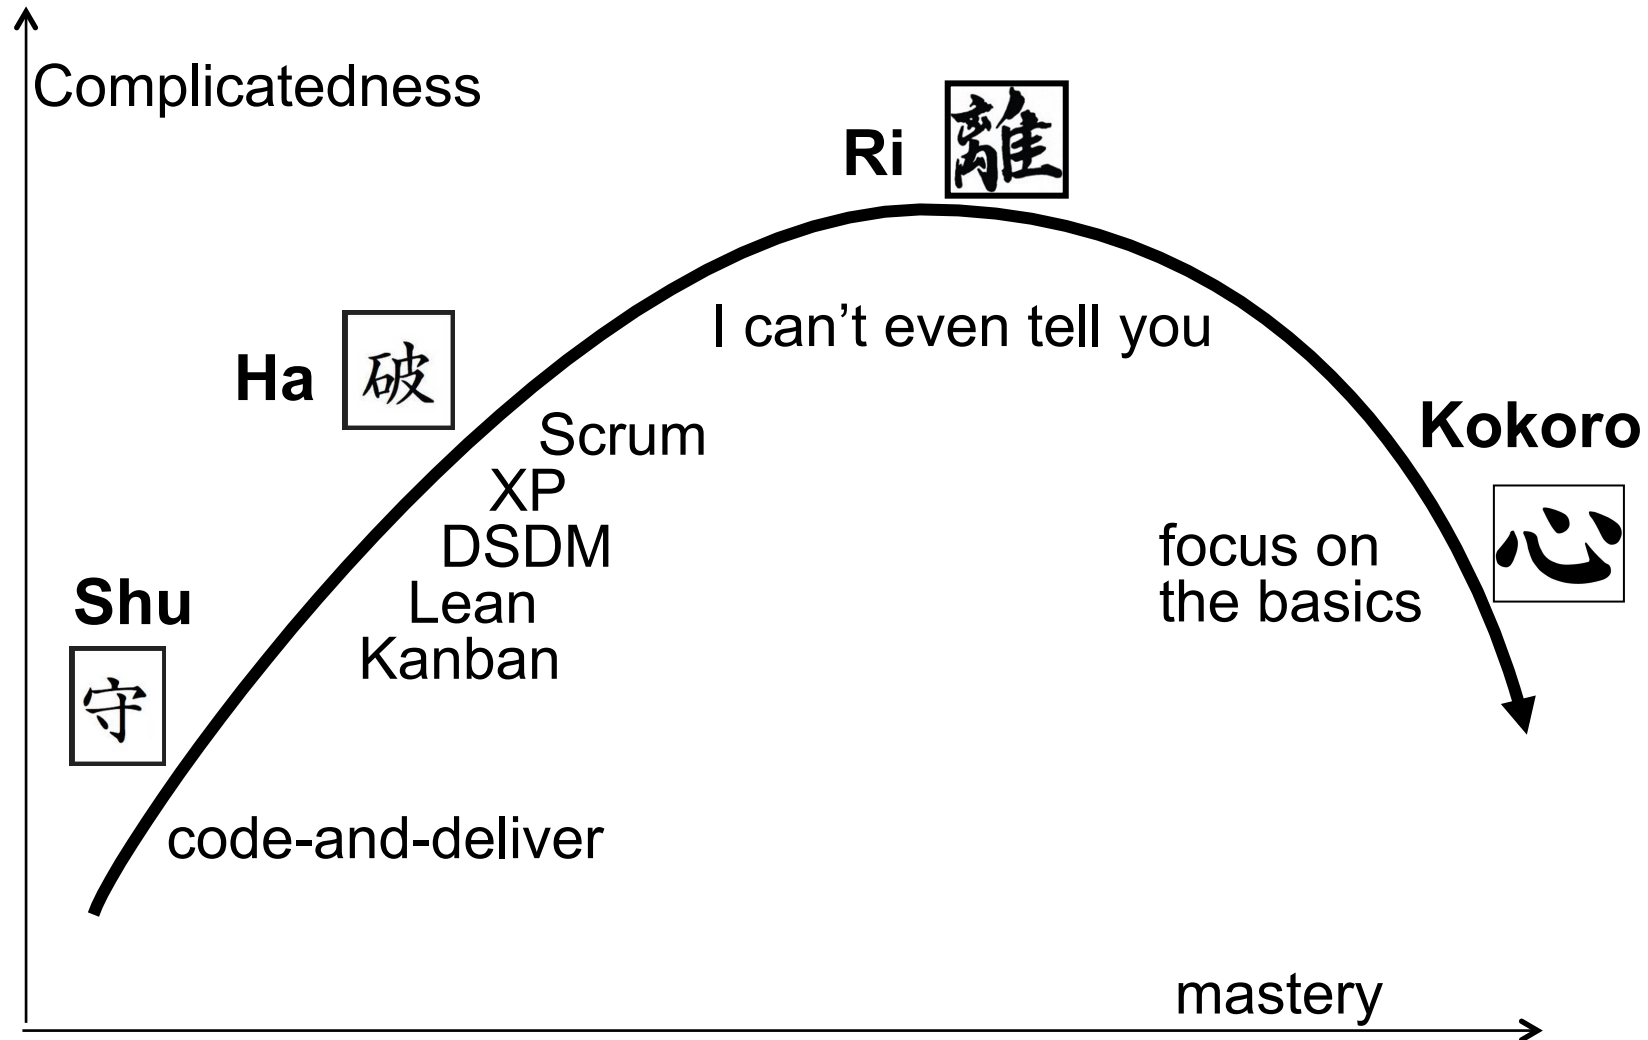 Complicatedness
Ri 離
I can’t even tell you
Ha 破
Scrum
XP
DSDM
Lean
Kanban
Kokoro
心
focus on
the basics
Shu
守
code-and-deliver
mastery